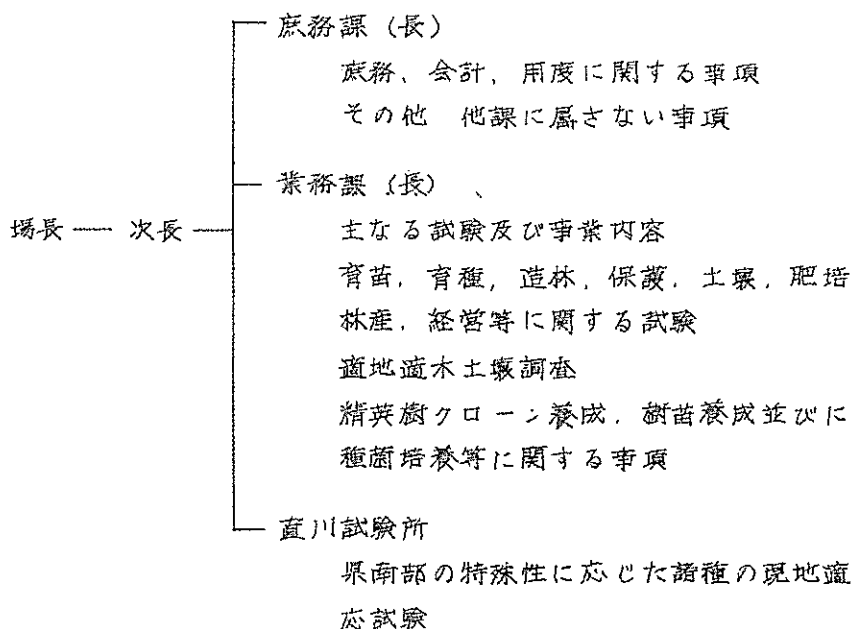 庶務課（長）
庶務、会計，用度に関する事項
その他　他課に属さない事項
業務課（長）、
場長 ― 次長
主なる試験及び事業内容
育苗，育種，造林，保護，土壌，肥培
林産，経営等に関する試験
適地適木土壌調査
精英樹クローン養成，樹苗養成並びに
種菌培養等に関する事項
直川試験所
県南部の特殊性に応じた諸種の現地適
応試験